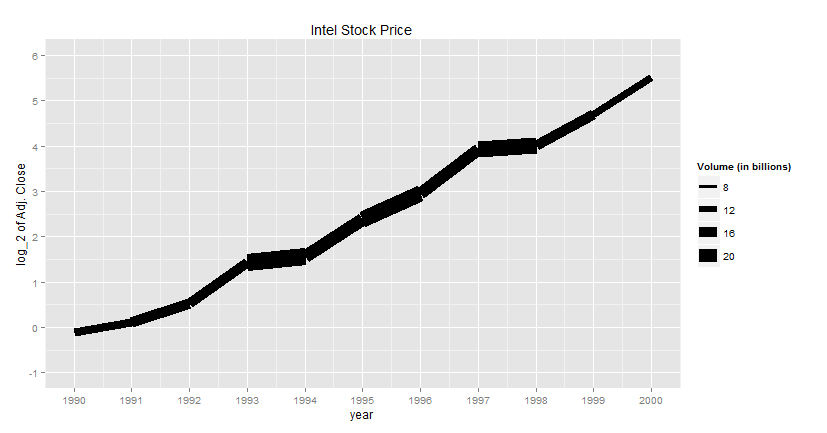 Intel Stock Price
log_2 of Adj. Close
6
5
4
3
2
1
0
-1
1990 1991 1992 1993 1994 1995 1996 1997 1998 1999 2000
year
Volume (in billions)
8
12
16
20